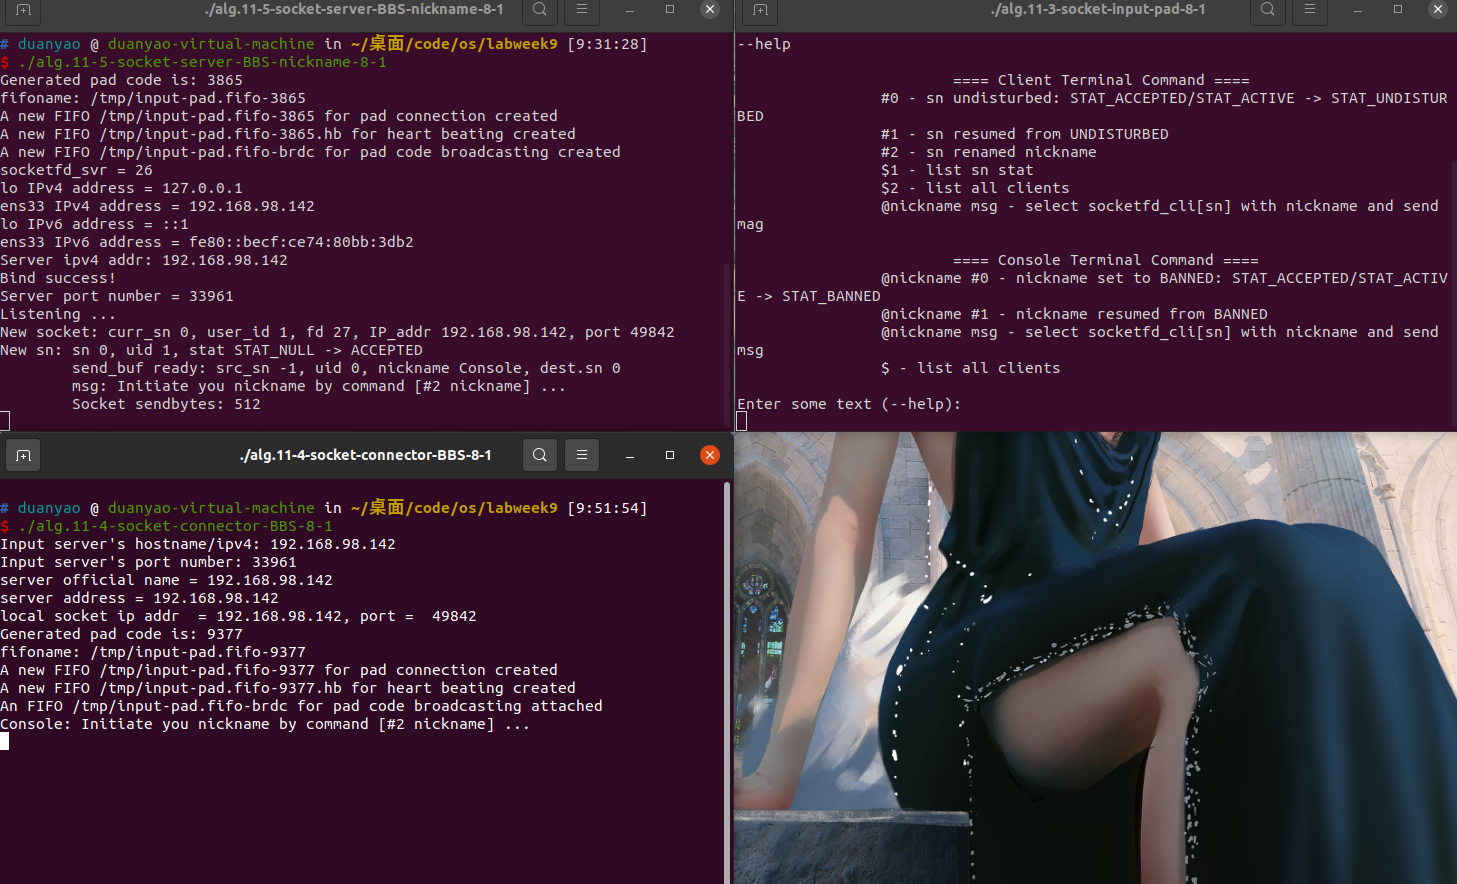 ./alg.11-5-socket-server-BBS-nickname-8-1
# duanyao @ duanyao-virtual-machine in ~/桌面/code/os/labweek9 [9:31:28]
$ ./alg.11-5-socket-server-BBS-nickname-8-1
Generated pad code is: 3865
fifoname: /tmp/input-pad.fifo-3865
A new FIFO /tmp/input-pad.fifo-3865 for pad connection created
A new FIFO /tmp/input-pad.fifo-3865.hb for heart beating created
A new FIFO /tmp/input-pad.fifo-brdc for pad code broadcasting created
socketfd_svr = 26
lo IPv4 address = 127.0.0.1
ens33 IPv4 address = 192.168.98.142
lo IPv6 address = ::1
ens33 IPv6 address = fe80::becf:ce74:80bb:3db2
Server ipv4 addr: 192.168.98.142
Bind success!
Server port number = 33961
Listening ...
New socket: curr_sn 0, user_id 1, fd 27, IP_addr 192.168.98.142, port 49842
New sn: sn 0, uid 1, stat STAT_NULL -> ACCEPTED
send_buf ready: src_sn -1, uid 0, nickname Console, dest.sn 0
msg: Initiate you nickname by command [#2 nickname] ...
Socket sendbytes: 512
./alg.11-3-socket-input-pad-8-1
--help
==== Client Terminal Command ====
#0 - sn undisturbed: STAT_ACCEPTED/STAT_ACTIVE -> STAT_UNDISTUR
BED
#1 - sn resumed from UNDISTURBED
#2 - sn renamed nickname
$1 - list sn stat
$2 - list all clients
@nickname msg - select socketfd_cli[sn] with nickname and send
mag
==== Console Terminal Command ====
@nickname #0 - nickname set to BANNED: STAT_ACCEPTED/STAT_ACTIV
E -> STAT_BANNED
@nickname #1 - nickname resumed from BANNED
@nickname msg - select socketfd_cli[sn] with nickname and send
msg
$ - list all clients
Enter some text (--help):
./alg.11-4-socket-connector-BBS-8-1
# duanyao @ duanyao-virtual-machine in ~/桌面/code/os/labweek9 [9:51:54]
$ ./alg.11-4-socket-connector-BBS-8-1
Input server's hostname/ipv4: 192.168.98.142
Input server's port number: 33961
server official name = 192.168.98.142
server address = 192.168.98.142
local socket ip addr  = 192.168.98.142, port =  49842
Generated pad code is: 9377
fifoname: /tmp/input-pad.fifo-9377
A new FIFO /tmp/input-pad.fifo-9377 for pad connection created
A new FIFO /tmp/input-pad.fifo-9377.hb for heart beating created
An FIFO /tmp/input-pad.fifo-brdc for pad code broadcasting attached
Console: Initiate you nickname by command [#2 nickname] ...